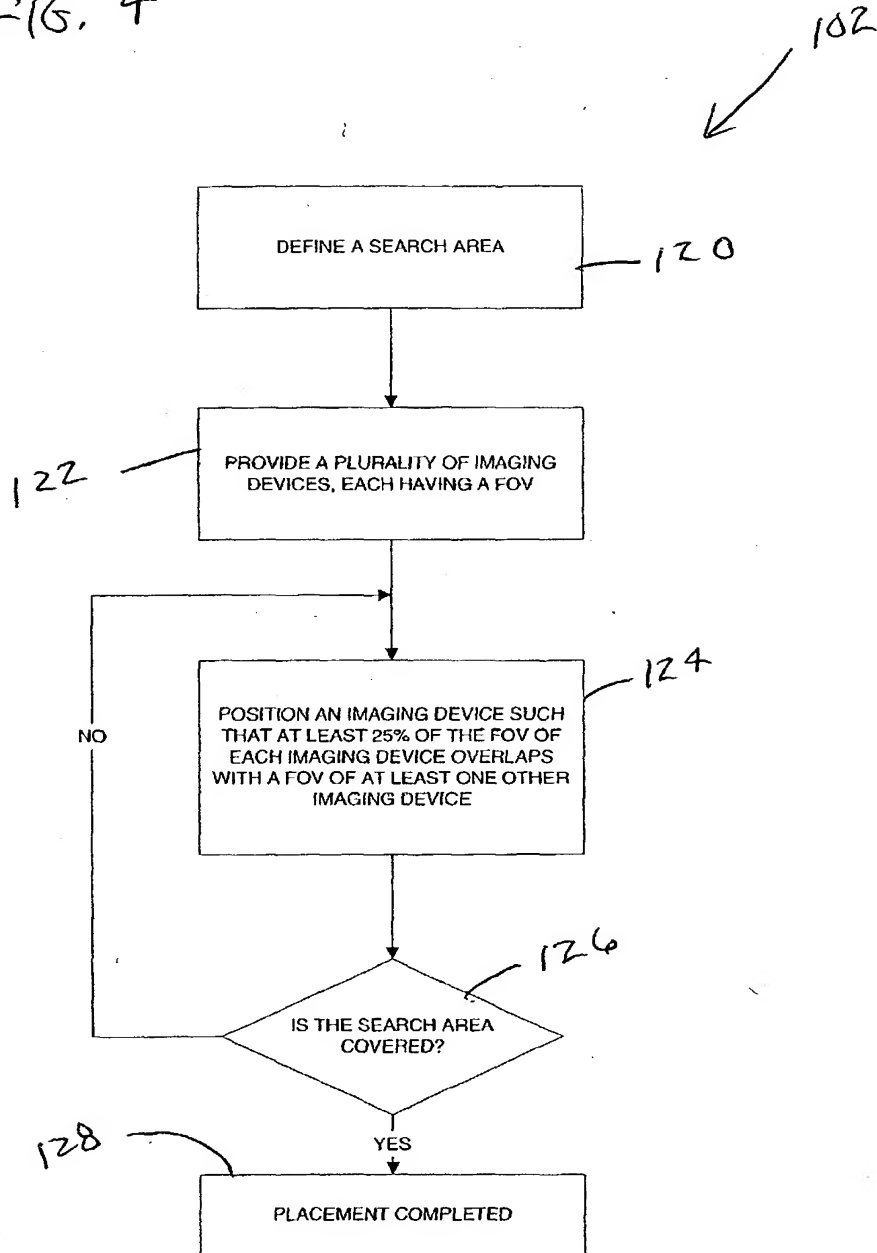 FIG. 4
102
DEFINE A SEARCH AREA
120
122
PROVIDE A PLURALITY OF IMAGING
DEVICES, EACH HAVING A FOV
124
POSITION AN IMAGING DEVICE SUCH
THAT AT LEAST 25% OF THE FOV OF
EACH IMAGING DEVICE OVERLAPS
WITH A FOV OF AT LEAST ONE OTHER
IMAGING DEVICE
NO
126
IS THE SEARCH AREA
COVERED?
128
YES
PLACEMENT COMPLETED